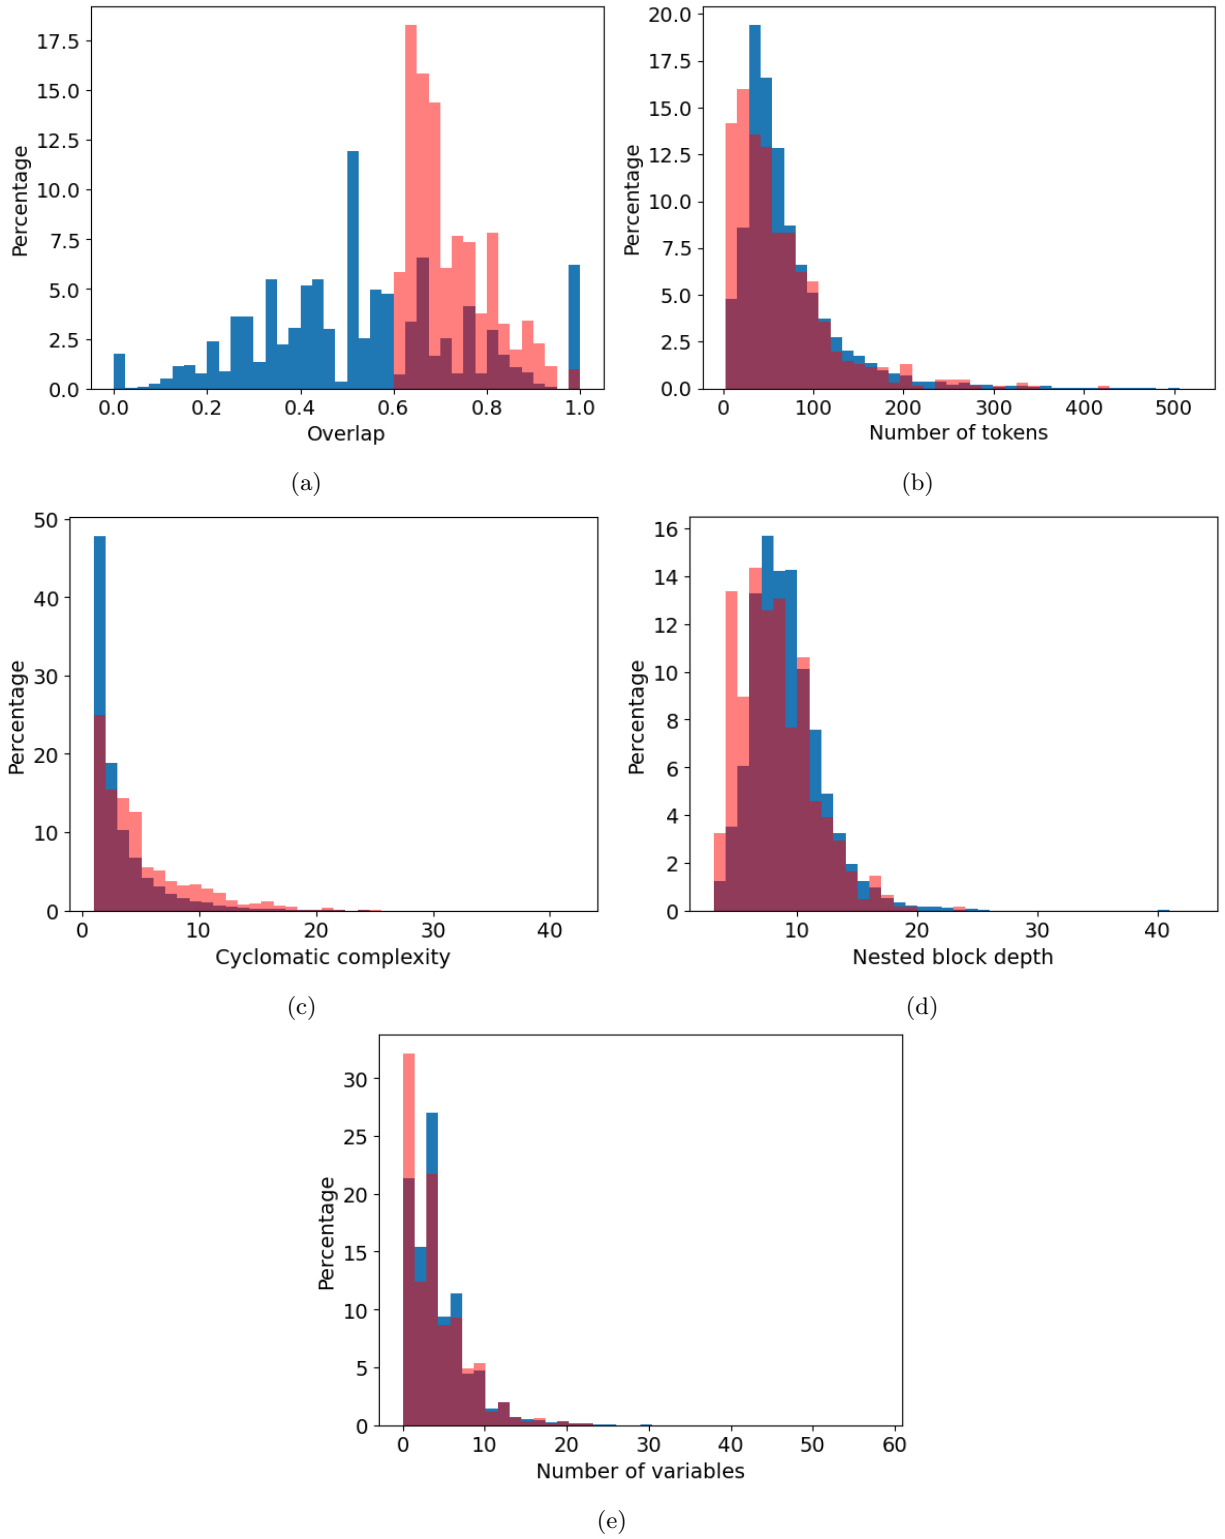 Percentage
17.5
15.0
12.5
10.0
7.5
5.0
2.5
0.0
0.0 0.2 0.4 0.6 0.8 1.0
Overlap
(a)
Percentage
20.0
17.5
15.0
12.5
10.0
7.5
5.0
2.5
0.0
0 100 200 300 400 500
Number of tokens
(b)
Percentage
50
40
30
20
10
0
0 10 20 30 40
Cyclomatic complexity
(c)
Percentage
16
14
12
10
8
6
4
2
0
10 20 30 40
Nested block depth
(d)
Percentage
30
25
20
15
10
5
0
0 10 20 30 40 50 60
Number of variables
(e)